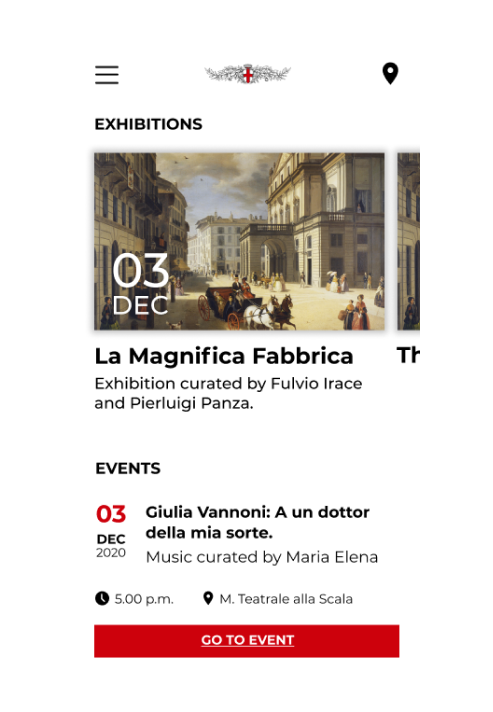 EXHIBITIONS
03
DEC
La Magnifica Fabbrica
Th
Exhibition curated by Fulvio Irace
and Pierluigi Panza.
EVENTS
03
DEC
2020
Giulia Vannoni: A un dottor
della mia sorte.
Music curated by Maria Elena
5.00 p.m.
M. Teatrale alla Scala
GO TO EVENT